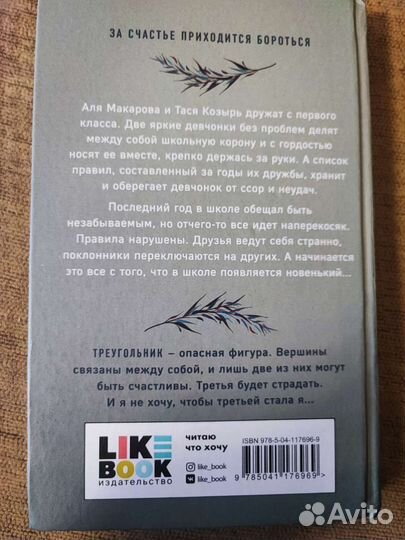 ЗА СЧАСТЬЕ ПРИХОДИТСЯ БОРОТЬСЯ
Аля Макарова и Тася Козырь дружат с первого
класса. Две яркие девчонки без проблем делят
между собой школьную корону и с гордостью
носят ее вместе, крепко держась за руки. А список
правил, составленный за годы их дружбы, хранит
и оберегает девчонок от ссор и неудач.
Последний год в школе обещал быть
незабываемым, но отчего-то все идет наперекосяк.
Правила нарушены. Друзья ведут себя странно,
поклонники переключаются на других. А начинается
это все с того, что в школе появляется новенький...
ТРЕУГОЛЬНИК – опасная фигура. Вершины
связаны между собой, и лишь две из них могут
быть счастливы. Третья будет страдать.
И я не хочу, чтобы третьей стала я...
LIKE
BOOK
издательство
читаю
что хочу
like_book
like_book
ISBN 978-5-04-117696-9
9 785041 176969 >
Avito